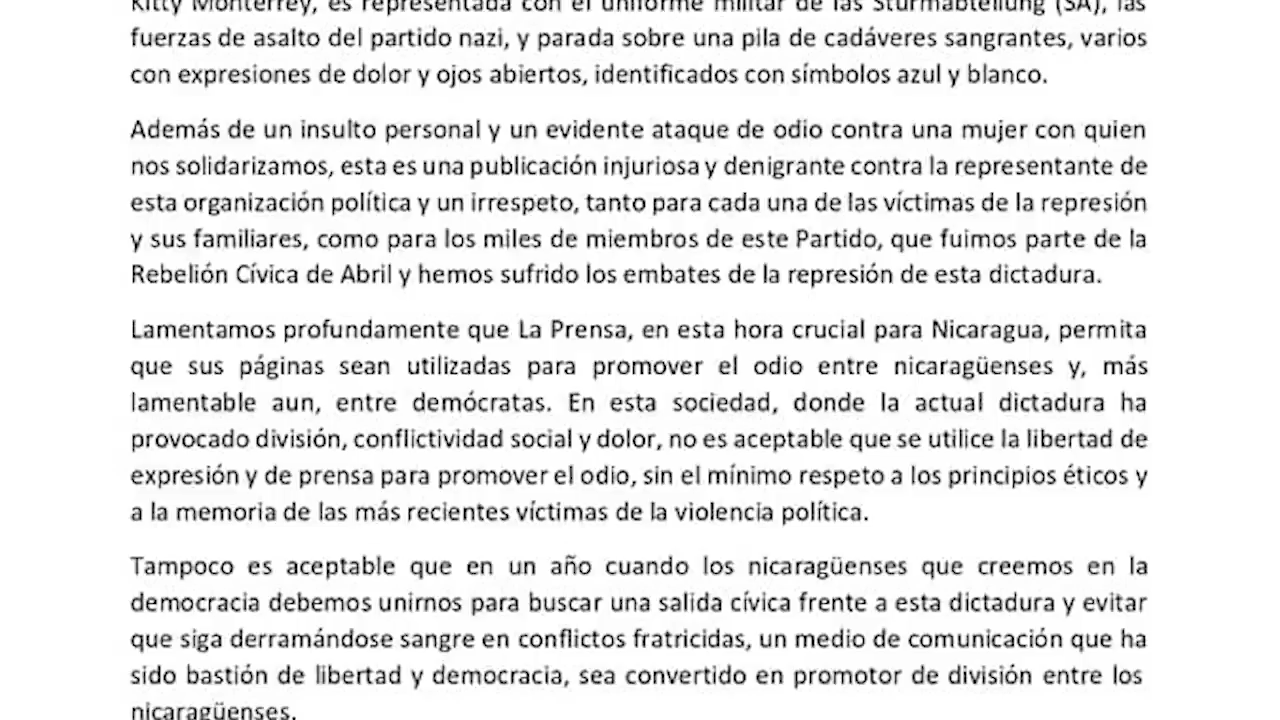 Kitty Monterrey, es representada con el uniforme militar de las Sturmabteilung (SA), las
fuerzas de asalto del partido nazi, y parada sobre una pila de cadáveres sangrantes, varios
con expresiones de dolor y ojos abiertos, identificados con símbolos azul y blanco.
Además de un insulto personal y un evidente ataque de odio contra una mujer con quien
nos solidarizamos, esta es una publicación injuriosa y denigrante contra la representante de
esta organización política y un irrespeto, tanto para cada una de las víctimas de la represión
y sus familiares, como para los miles de miembros de este Partido, que fuimos parte de la
Rebelión Cívica de Abril y hemos sufrido los embates de la represión de esta dictadura.
Lamentamos profundamente que La Prensa, en esta hora crucial para Nicaragua, permita
que sus páginas sean utilizadas para promover el odio entre nicaragüenses y, más
lamentable aun, entre demócratas. En esta sociedad, donde la actual dictadura ha
provocado división, conflictividad social y dolor, no es aceptable que se utilice la libertad de
expresión y de prensa para promover el odio, sin el mínimo respeto a los principios éticos y
a la memoria de las más recientes víctimas de la violencia política.
Tampoco es aceptable que en un año cuando los nicaragüenses que creemos en la
democracia debemos unirnos para buscar una salida cívica frente a esta dictadura y evitar
que siga derramándose sangre en conflictos fratricidas, un medio de comunicación que ha
sido bastión de libertad y democracia, sea convertido en promotor de división entre los
nicaragüenses.